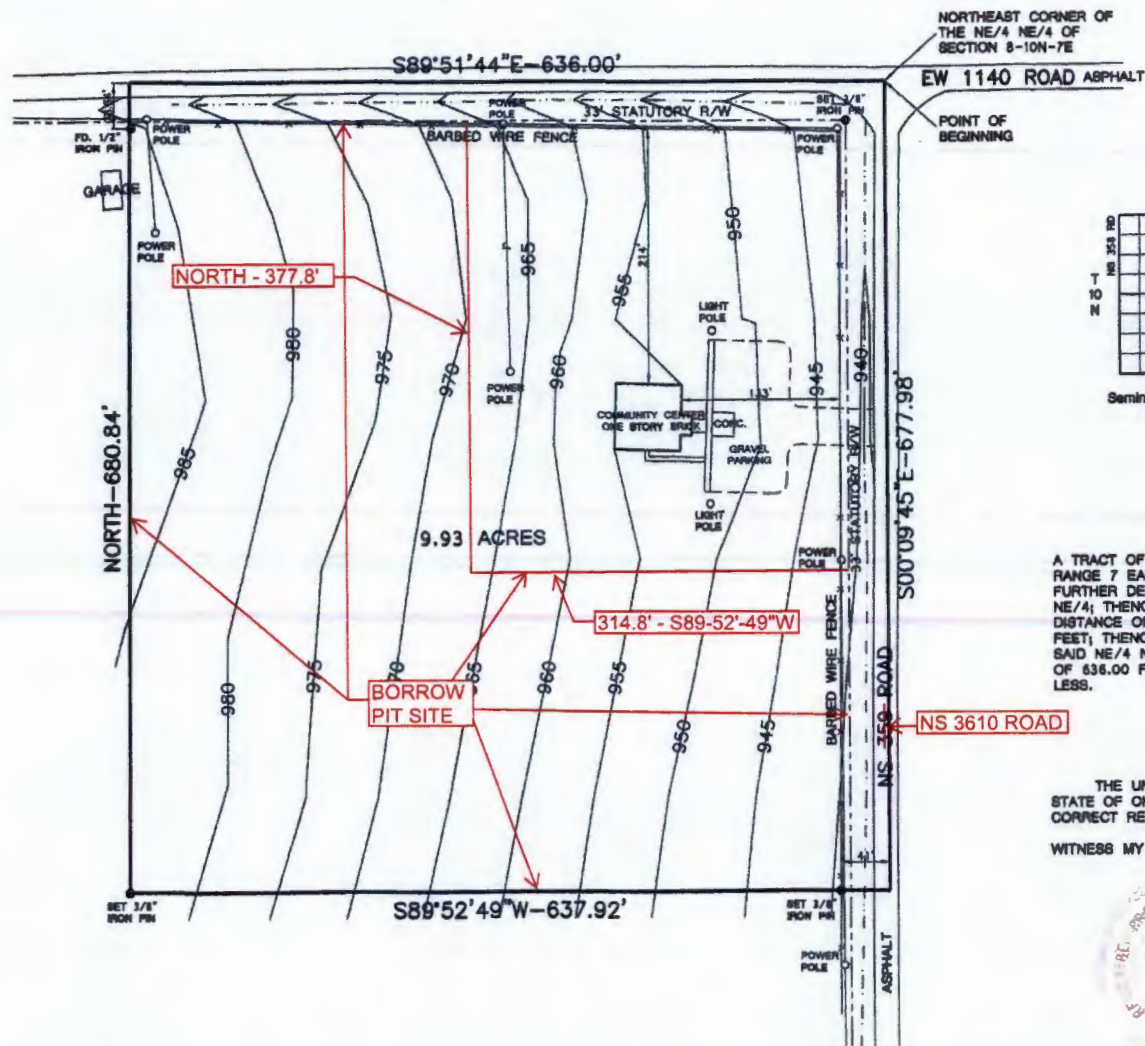 NORTHEAST CORNER OF
THE NE/4 NE/4 OF
SECTION 8-10N-7E
S89°51'44"E-636.00'
EW 1140 ROAD ASPHALT
POINT OF
BEGINNING
POWER
POLE
33' STATUTORY R/W
SET 3/8"
IRON PIN
FD. 1/2"
IRON PIN
POWER
POLE
BARBED WIRE FENCE
POWER
POLE
GARAGE
POWER
POLE
NORTH - 377.8'
950
965
955
214'
NS 358 RD
T
10
N
LIGHT
POLE
980
975
970
960
945
940
POWER
POLE
133'
COMMUNITY CENTER
ONE STORY BRICK
CONC.
GRAVEL
PARKING
Semin
985
NORTH-680.84'
LIGHT
POLE
33' STATUTORY R/W
S00°09'45"E-677.98'
9.93 ACRES
POWER
POLE
A TRACT OF
RANGE 7 EA
FURTHER DE
NE/4; THENC
DISTANCE OF
FEET; THENC
SAID NE/4 N
OF 636.00 F
LESS.
314.8' - S89-52'-49"W
BARBED WIRE FENCE
980
975
970
965
960
955
950
945
BORROW
PIT SITE
NS 359 ROAD
NS 3610 ROAD
THE UN
STATE OF O
CORRECT RE
WITNESS MY
SET 3/8"
IRON PIN
S89°52'49"W-637.92'
SET 3/8"
IRON PIN
POWER
POLE
ASPHALT